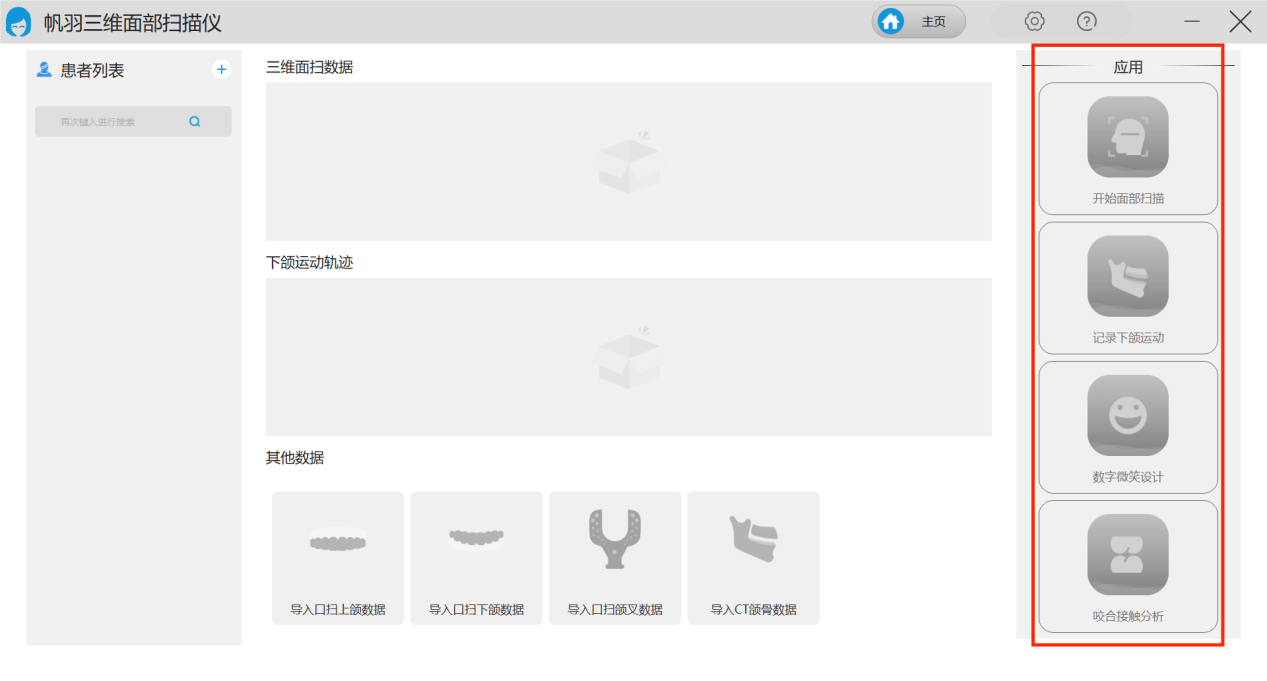 帆羽三维面部扫描仪
主页
患者列表
再次键入进行搜索
三维面扫数据
下颌运动轨迹
其他数据
导入口扫上颌数据
导入口扫下颌数据
导入口扫颌叉数据
导入CT颌骨数据
应用
开始面部扫描
记录下颌运动
数字微笑设计
咬合接触分析